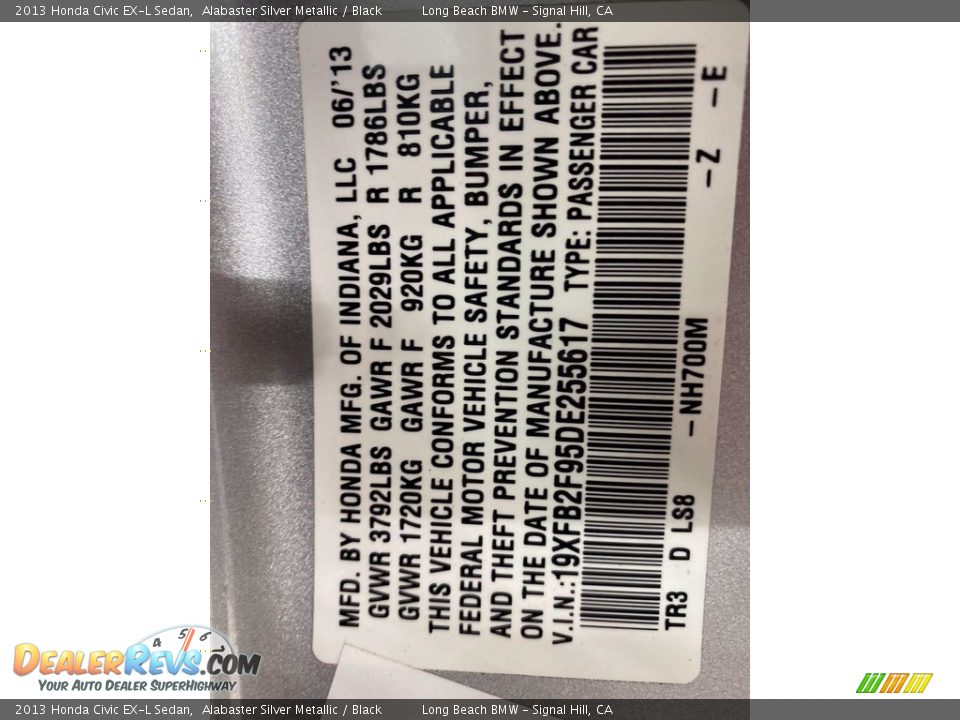 2013 Honda Civic EX-L Sedan, Alabaster Silver Metallic / Black Long Beach BMW - Signal Hill, CA
MFD. BY HONDA MFG. OF INDIANA, LLC 06/'13
GVWR 3792LBS GAWR F 2029LBS R 1786LBS
GVWR 1720KG GAWR F 920KG R 810KG
THIS VEHICLE CONFORMS TO ALL APPLICABLE
FEDERAL MOTOR VEHICLE SAFETY, BUMPER,
AND THEFT PREVENTION STANDARDS IN EFFECT
ON THE DATE OF MANUFACTURE SHOWN ABOVE.
V.I.N.:19XFB2F95DE255617 TYPE: PASSENGER CAR
TR3 D LS8 -NH700M -Z -E
4 5 6
DEALERREVS.COM
YOUR AUTO DEALER SUPERHIGHWAY
2013 Honda Civic EX-L Sedan, Alabaster Silver Metallic / Black Long Beach BMW - Signal Hill, CA